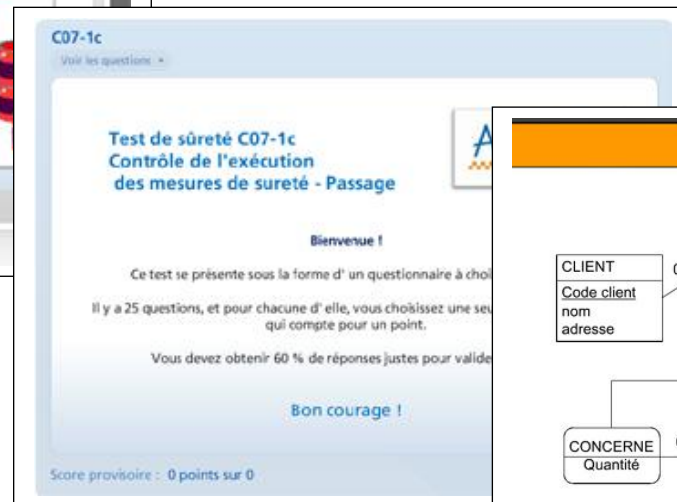 C07-1c
Voir les questions
Test de sûreté C07-1c
Contrôle de l'exécution
des mesures de sureté - Passage
Bienvenue !
Ce test se présente sous la forme d' un questionnaire à
Il y a 25 questions, et pour chacune d' elle, vous choisissez une
qui compte pour un point.
Vous devez obtenir 60 % de réponses justes pour
Bon courage !
Score provisoire : 0 points sur 0
CLIENT
Code client
nom
adresse
CONCERNE
Quantité